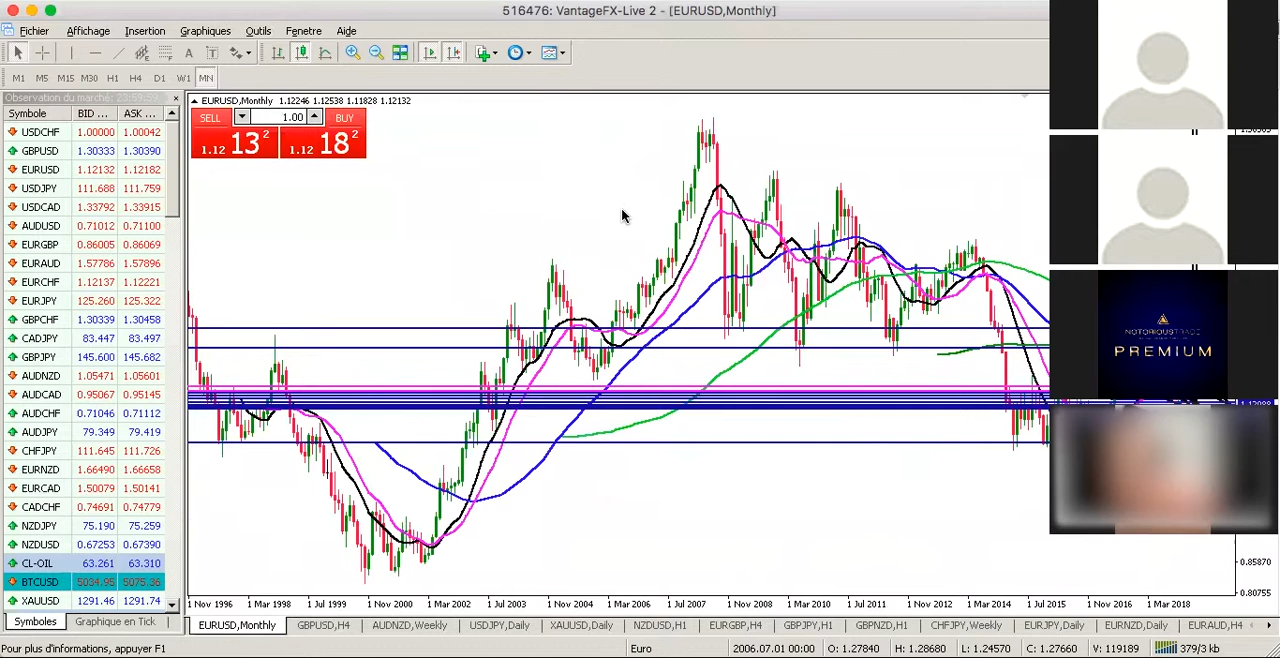 516476: VantageFX-Live 2 - [EURUSD,Monthly]
Fichier Affichage Insertion Graphiques Outils Fenetre Aide
M1 M5 M15 M30 H1 H4 D1 W1 MN
Observation du marché: 23:59:59
Symbole BID ... ASK ...
USDCHF 1.00000 1.00042
GBPUSD 1.30333 1.30390
EURUSD 1.12132 1.12182
USDJPY 111.688 111.759
USDCAD 1.33792 1.33915
AUDUSD 0.71012 0.71100
EURGBP 0.86005 0.86069
EURAUD 1.57786 1.57896
EURCHF 1.12137 1.12221
EURJPY 125.260 125.322
GBPCHF 1.30339 1.30458
CADJPY 83.447 83.497
GBPJPY 145.600 145.682
AUDNZD 1.05471 1.05601
AUDCAD 0.95067 0.95145
AUDCHF 0.71046 0.71112
AUDJPY 79.349 79.419
CHFJPY 111.645 111.726
EURNZD 1.66490 1.66658
EURCAD 1.50079 1.50141
CADCHF 0.74691 0.74779
NZDJPY 75.190 75.259
NZDUSD 0.67253 0.67390
CL-OIL 63.261 63.310
BTCUSD 5034.95 5075.36
XAUUSD 1291.46 1291.74
Symboles Graphique en Tick
EURUSD,Monthly 1.12246 1.12538 1.11828 1.12132
SELL 1.00 BUY
1.12 13 2 1.12 18 2
NOTORIOUSTRADE
PREMIUM
0.85870
0.80755
1 Nov 1996 1 Mar 1998 1 Jul 1999 1 Nov 2000 1 Mar 2002 1 Jul 2003 1 Nov 2004 1 Mar 2006 1 Jul 2007 1 Nov 2008 1 Mar 2010 1 Jul 2011 1 Nov 2012 1 Mar 2014 1 Jul 2015 1 Nov 2016 1 Mar 2018
EURUSD,Monthly GBPUSD,H4 AUDNZD,Weekly USDJPY,Daily XAUUSD,Daily NZDUSD,H1 EURGBP,H4 GBPJPY,H1 GBPNZD,H1 CHFJPY,Weekly EURJPY,Daily EURNZD,Daily EURAUD,H4
Pour plus d'informations, appuyer F1 Euro 2006.07.01 00:00 O: 1.27840 H: 1.28680 L: 1.24570 C: 1.27660 V: 119189 379/3 kb